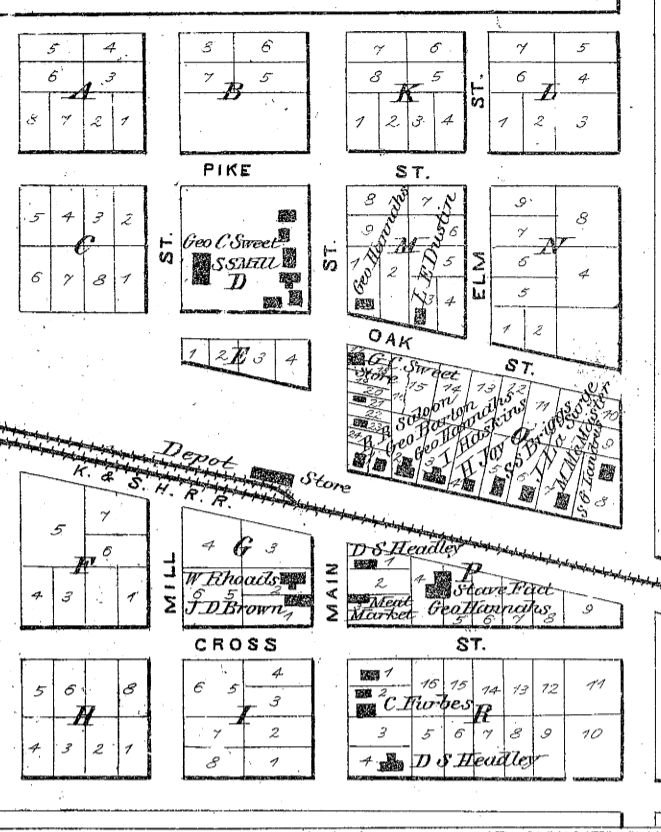 5 4
6 3
A
8 7 2 1
3 6
7 5
B
7 6
8 5
K
1 2 3 4
ST.
7 5
6 4
L
1 2 3
PIKE ST.
5 4 3 2
C
6 7 8 1
ST.
Geo C Sweet
S S Mill
D
ST.
8 7
9 6
M
1 2 5
3 4
Geo Hannahs
L E Dustin
ELM
9
8
7
N
6
4
5
1 2
1 2 E 3 4
OAK ST.
G C Sweet
Store
15 14 13 12 11 10
16
9
8
R R Saloon
Geo Barton
Geo Hannahs
I Haskins
H Jay
Q
S S Briggs
J La Surge
M McMaster
Depot
Store
K. & S. H. R. R.
5 7
6
F
4 3 1
MILL
4 G 3
W Rhoads
6 5 2
J. D Brown
1
MAIN
D S Headley
1
2 4 P
Stave Fact
Meat
Market
Geo Hannahs
5 6 7 8 9
CROSS ST.
5 6 8
H
4 3 2 1
6 5 4
3
I
7 2
8 1
1 16 15 14 13 12 11
2
C. Furbes
R
3 5 6 7 8 9 10
4 D S Headley